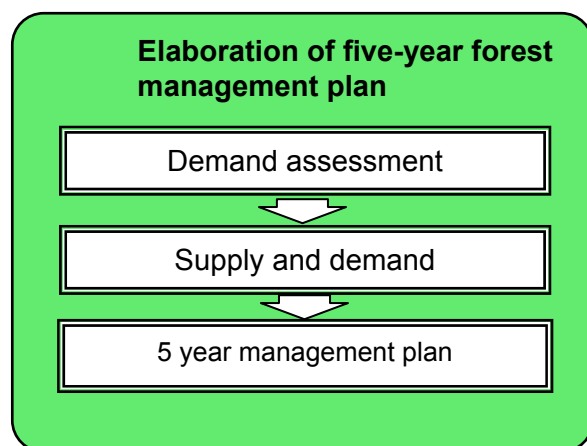 Elaboration of five-year forest
management plan
Demand assessment
Supply and demand
5 year management plan